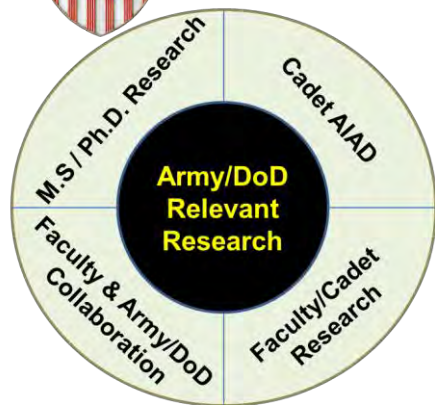 M.S / Ph.D. Research
Cadet AIAD
Army/DoD
Relevant
Research
Faculty & Army/DoD
Collaboration
Faculty/Cadet
Research